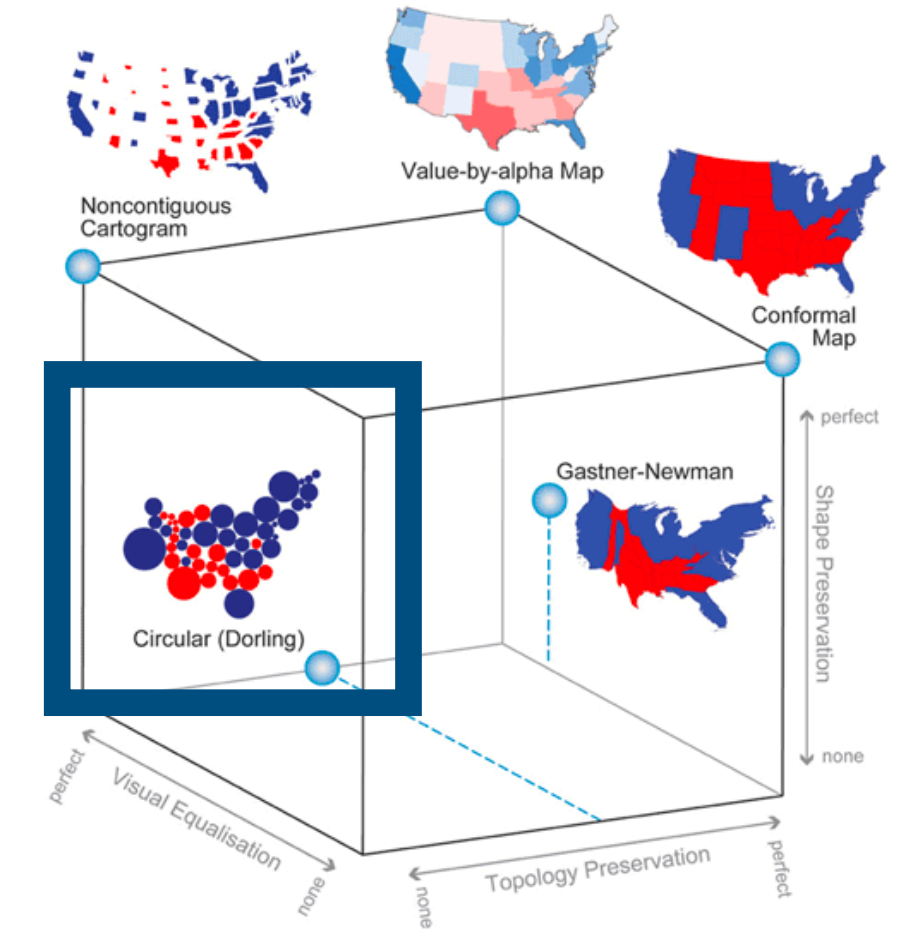 Value-by-alpha Map
Noncontiguous
Cartogram
Conformal
Map
perfect
Gastner-Newman
Shape Preservation
Circular (Dorling)
none
perfect
Visual Equalisation
none
none
Topology Preservation
perfect